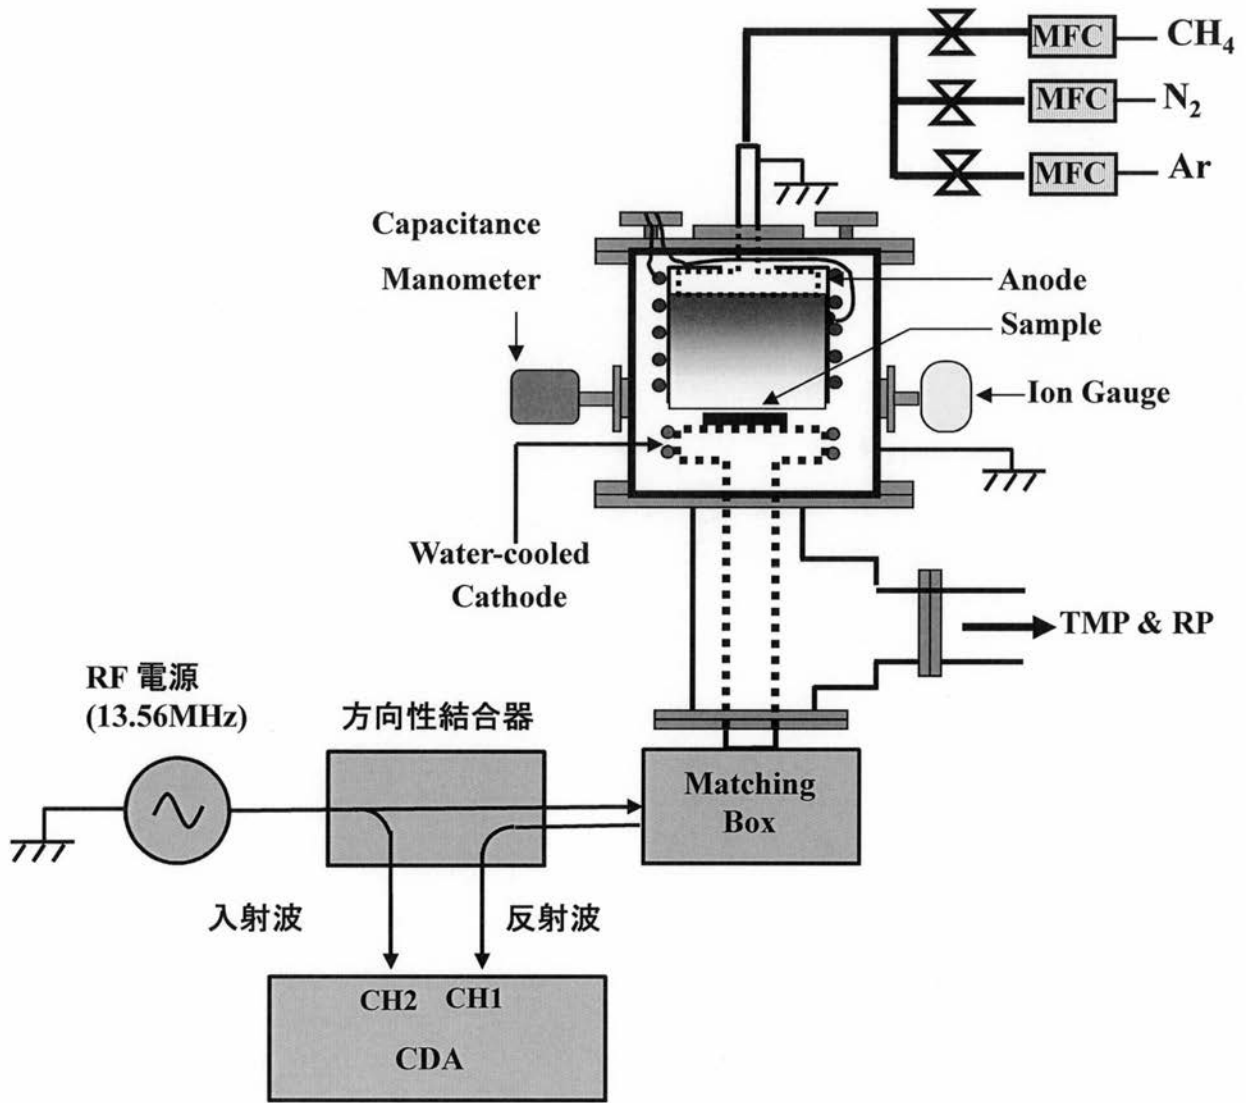 MFC
CH4
MFC
N2
MFC
Ar
Capacitance
Manometer
Anode
Sample
Ion Gauge
Water-cooled
Cathode
TMP & RP
RF 電源
(13.56MHz)
方向性結合器
Matching
Box
入射波
反射波
CH2
CH1
CDA